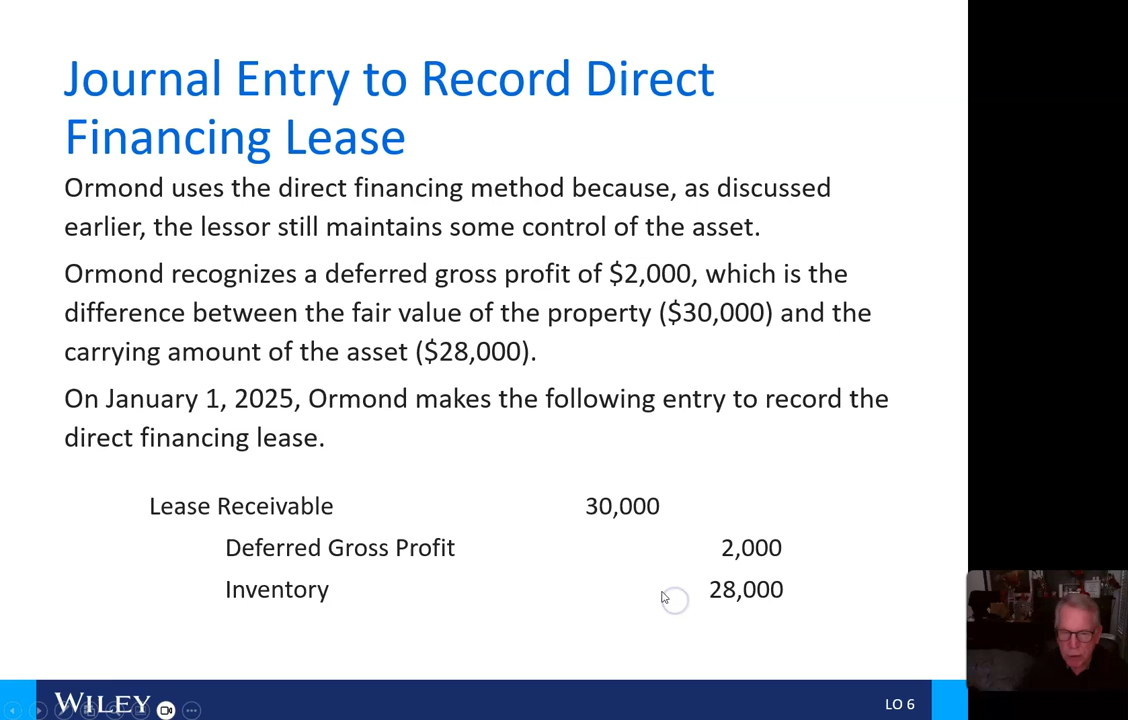 Journal Entry to Record Direct
Financing Lease
Ormond uses the direct financing method because, as discussed
earlier, the lessor still maintains some control of the asset.
Ormond recognizes a deferred gross profit of $2,000, which is the
difference between the fair value of the property ($30,000) and the
carrying amount of the asset ($28,000).
On January 1, 2025, Ormond makes the following entry to record the
direct financing lease.
Lease Receivable 30,000
Deferred Gross Profit 2,000
Inventory 28,000
WILEY LO 6